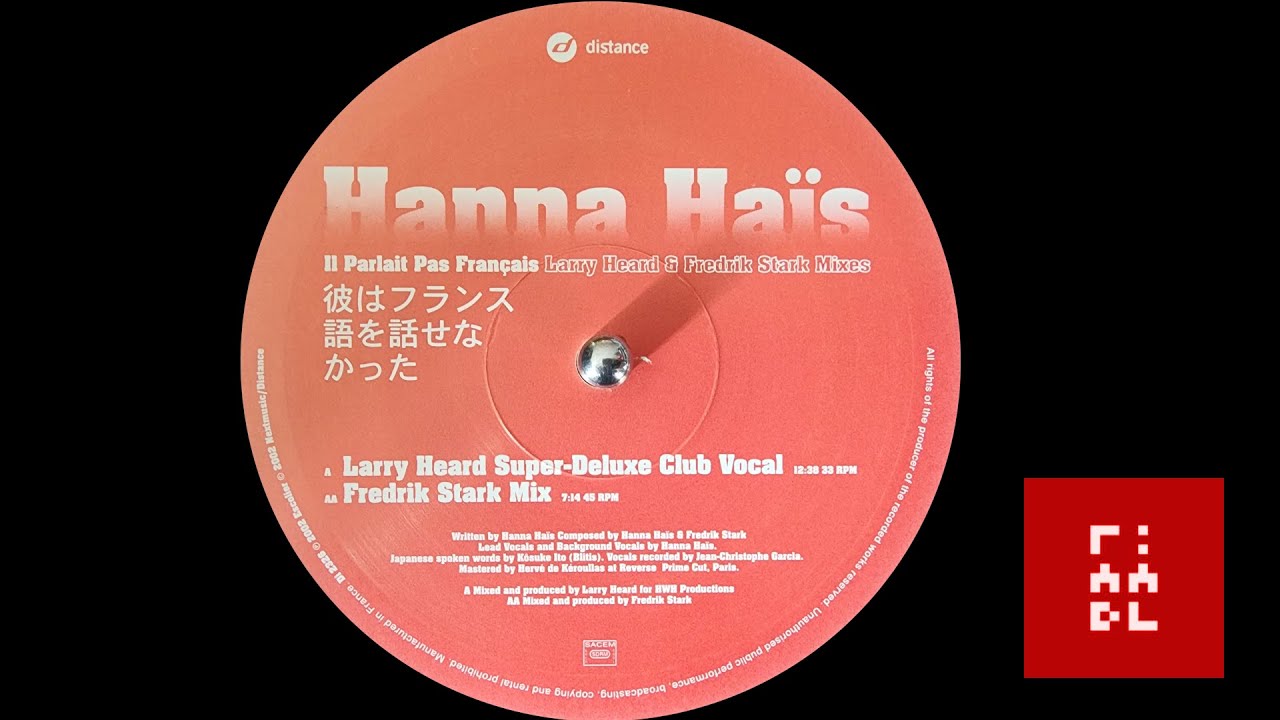 distance
Hanna Haïs
Il Parlait Pas Français Larry Heard & Fredrik Stark Mixes
彼はフランス
語を話せな
かった
A Larry Heard Super-Deluxe Club Vocal 12:38 33 RPM
AA Fredrik Stark Mix 7:14 45 RPM
Written by Hanna Haïs Composed by Hanna Haïs & Fredrik Stark
Lead Vocals and Background Vocals by Hanna Haïs.
Japanese spoken words by Kôsuke Ito (Blitis). Vocals recorded by Jean-Christophe Garcia.
Mastered by Hervé de Kéroullas at Reverse Prime Cut, Paris.
A Mixed and produced by Larry Heard for HWH Productions
AA Mixed and produced by Fredrik Stark
SACEM
SDRM
All rights of the producer of the recorded works reserved. Unauthorised public performance, broadcasting, copying and rental prohibited. Manufactured in France ℗ 2002 Escollar © 2002 Nextmusic/Distance